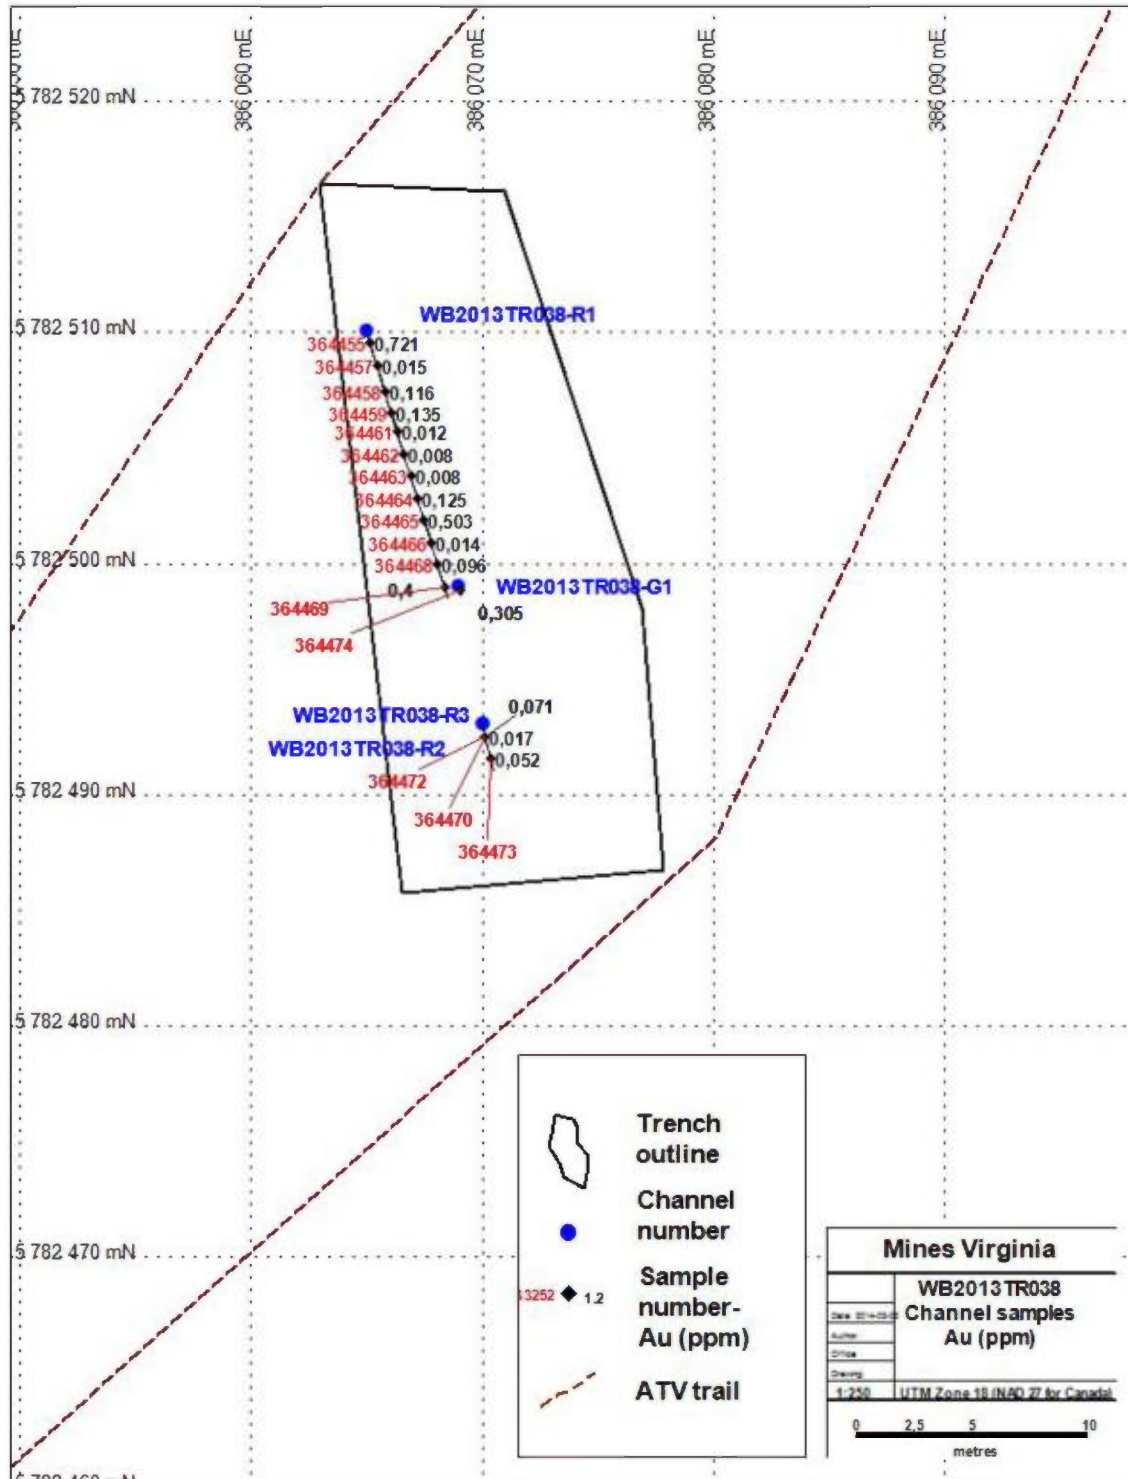 386 060 mE
386 070 mE
386 080 mE
386 090 mE
5 782 520 mN
WB2013TR038-R1
5 782 510 mN
364455 0,721
364457 0,015
364458 0,116
364459 0,135
364461 0,012
364462 0,008
364463 0,008
364464 0,125
364465 0,503
364466 0,014
5 782 500 mN
364468 0,096
0,4
WB2013TR038-G1
364469
0,305
364474
0,071
WB2013TR038-R3
0,017
WB2013TR038-R2
0,052
364472
5 782 490 mN
364470
364473
5 782 480 mN
Trench
outline
Channel
number
5 782 470 mN
Sample
number-
Au (ppm)
3252 1.2
ATV trail
Mines Virginia
WB2013TR038
Channel samples
Au (ppm)
Author
Office
Drawing
1:250
UTM Zone 18 (NAD 27 for Canada)
0 2,5 5 10
metres